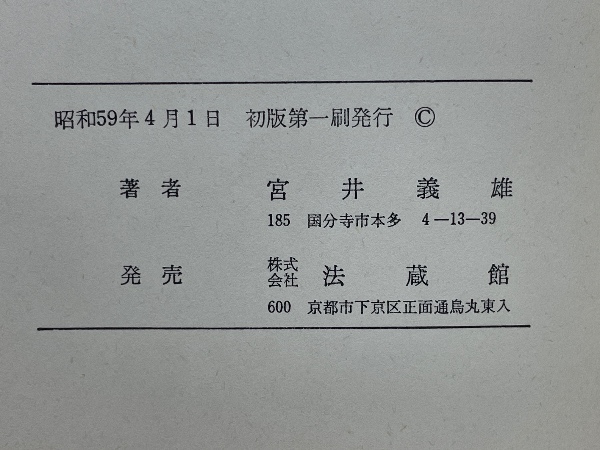 昭和59年4月1日 初版第一刷発行 ©
著者 宮井義雄
185 国分寺市本多 4―13―39
発売 株式会社 法蔵館
600 京都市下京区正面通烏丸東入